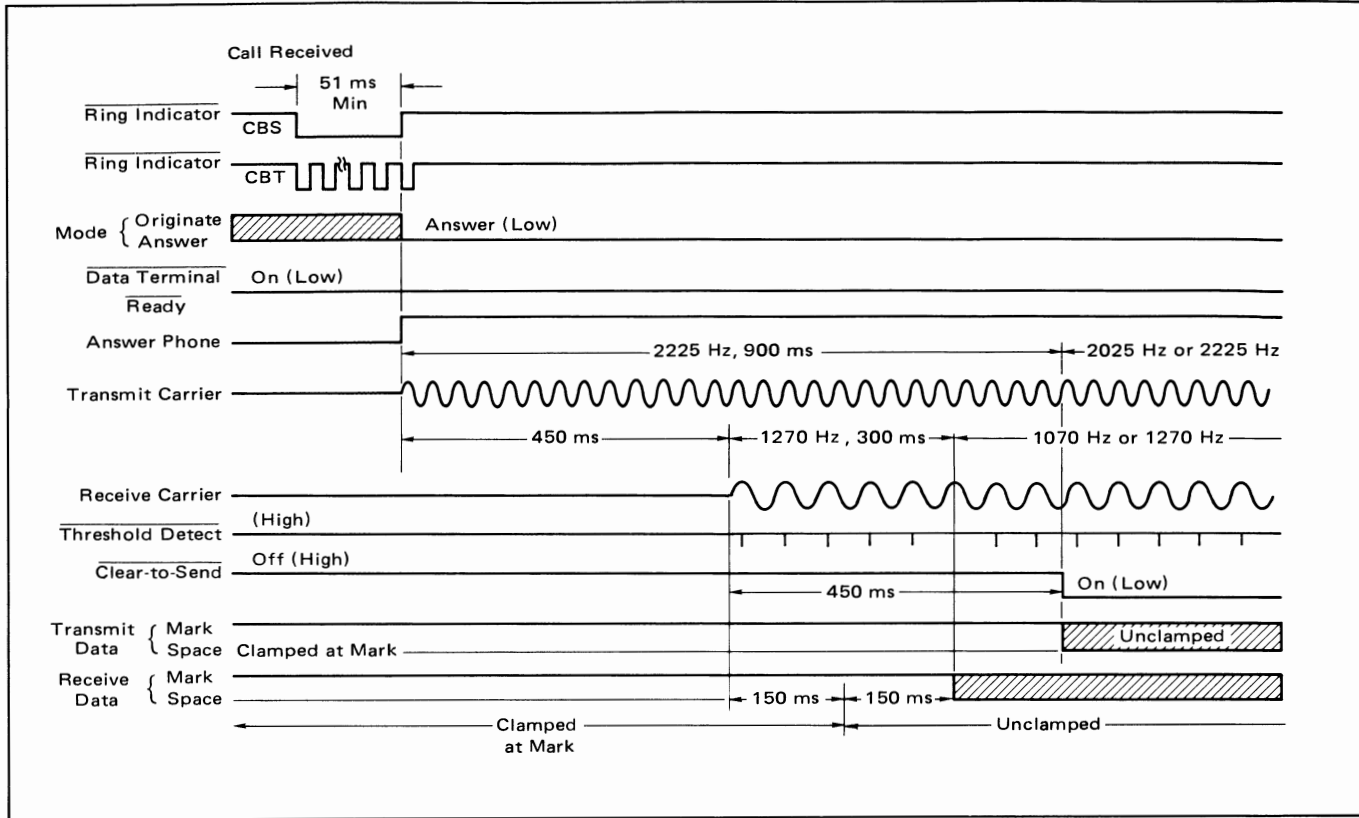 Call Received
51 ms
Min
Ring Indicator
CBS
Ring Indicator
CBT
Mode { Originate
Answer
Answer (Low)
Data Terminal
Ready
On (Low)
Answer Phone
2225 Hz, 900 ms
2025 Hz or 2225 Hz
Transmit Carrier
450 ms
1270 Hz , 300 ms
1070 Hz or 1270 Hz
Receive Carrier
(High)
Threshold Detect
Off (High)
Clear-to-Send
450 ms
On (Low)
Transmit Data { Mark
Space
Clamped at Mark
Unclamped
Receive Data { Mark
Space
150 ms
150 ms
Clamped
at Mark
Unclamped